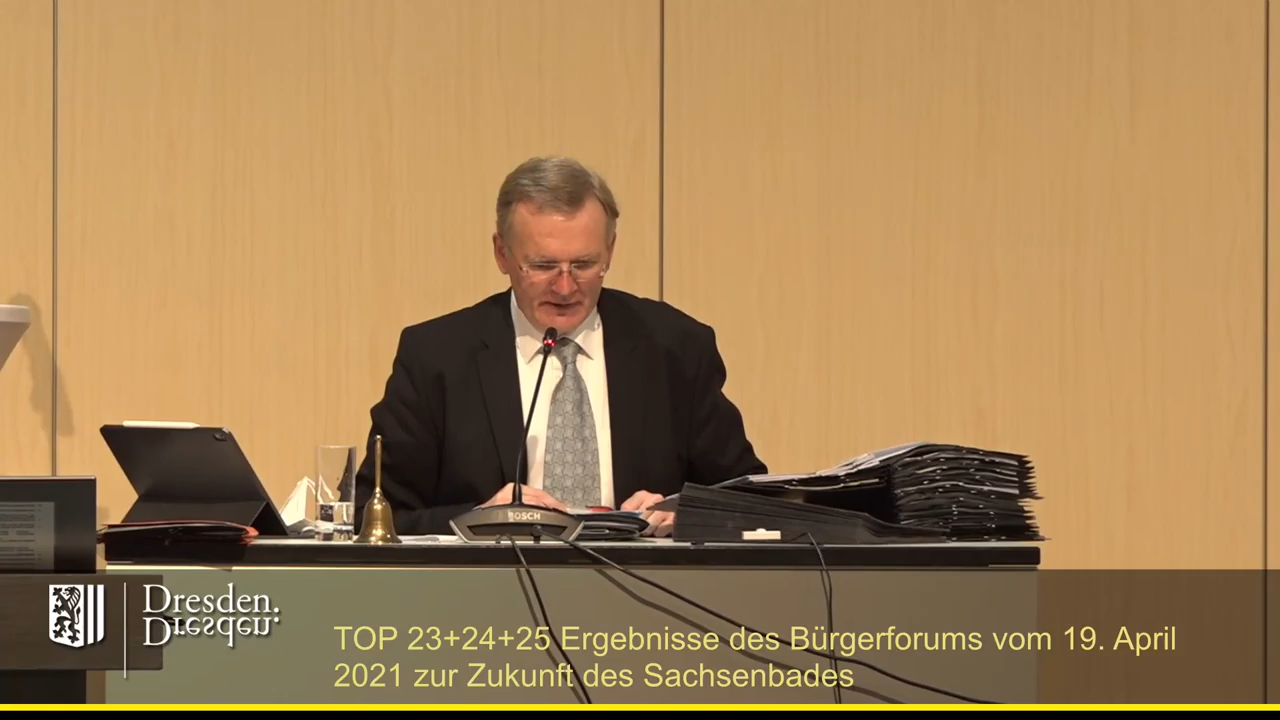 BOSCH
Dresden.
Dresden.
TOP 23+24+25 Ergebnisse des Bürgerforums vom 19. April
2021 zur Zukunft des Sachsenbades